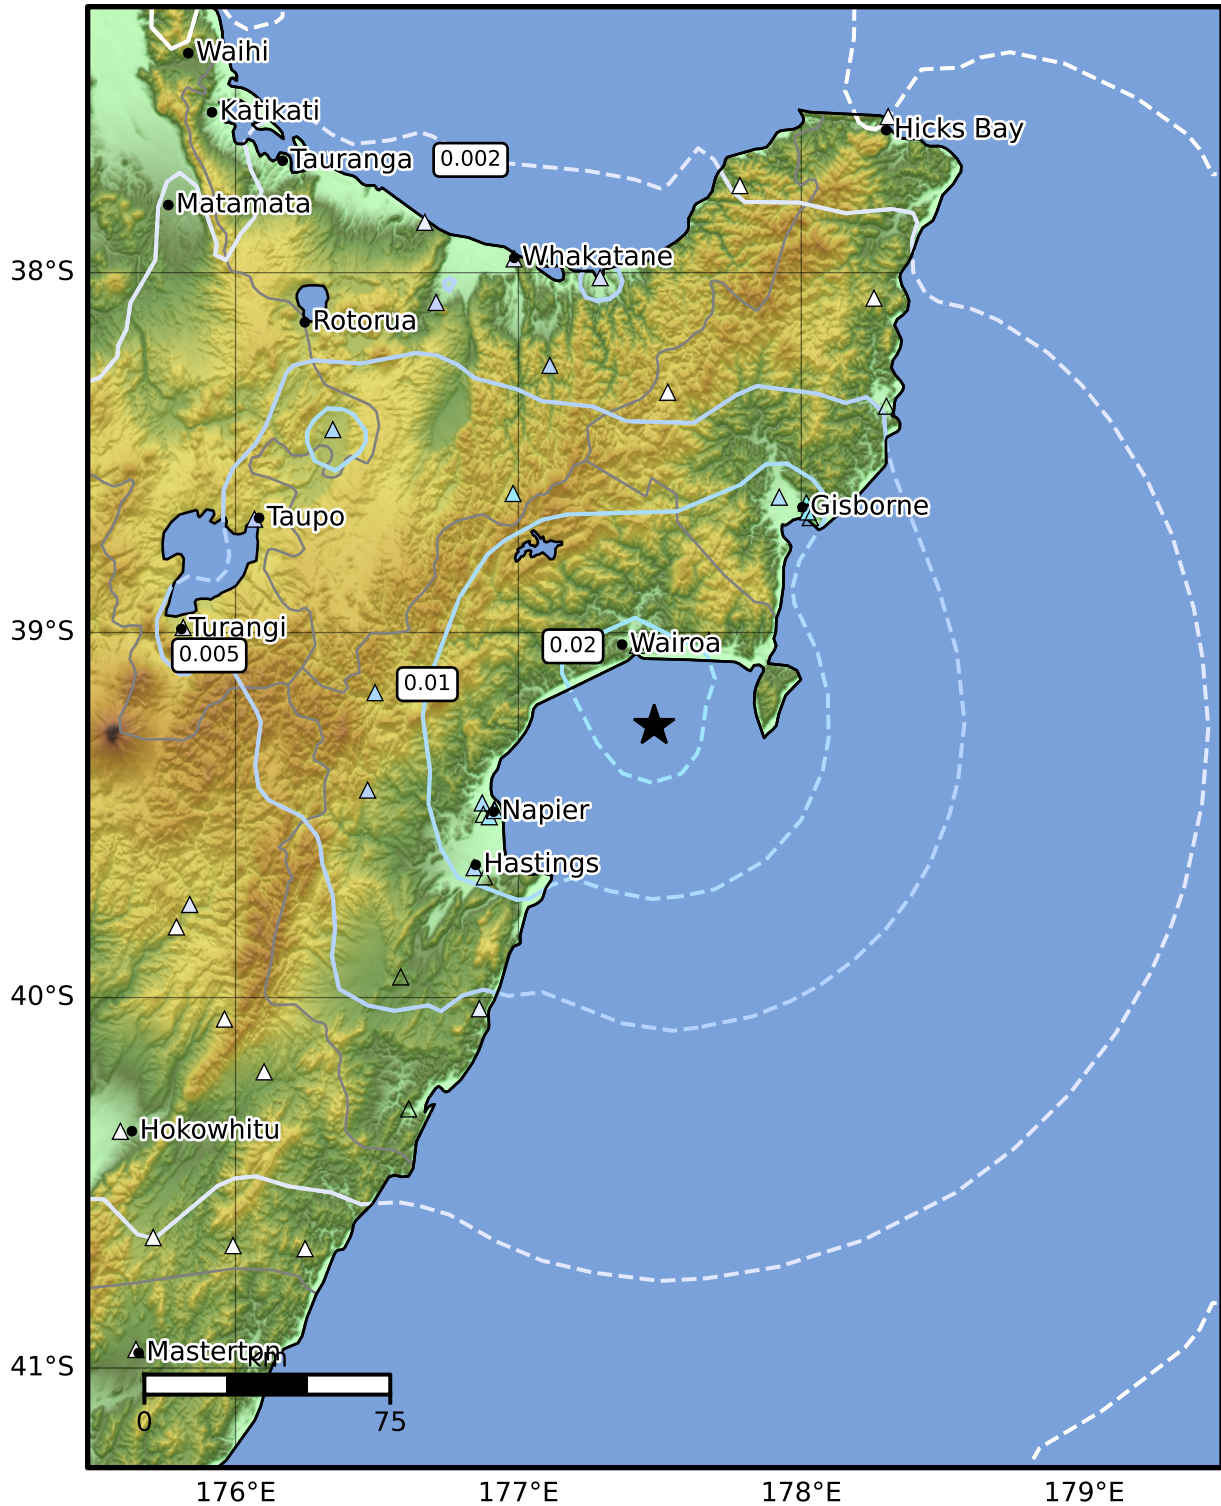 Waihi
Katikati
Hicks Bay
Tauranga
0.002
Matamata
Whakatane
38°S
Rotorua
Gisborne
Taupo
39°S
Turangi
0.02
Wairoa
0.005
0.01
Napier
Hastings
40°S
Hokowhitu
Masterton
km
41°S
0
75
176°E
177°E
178°E
179°E